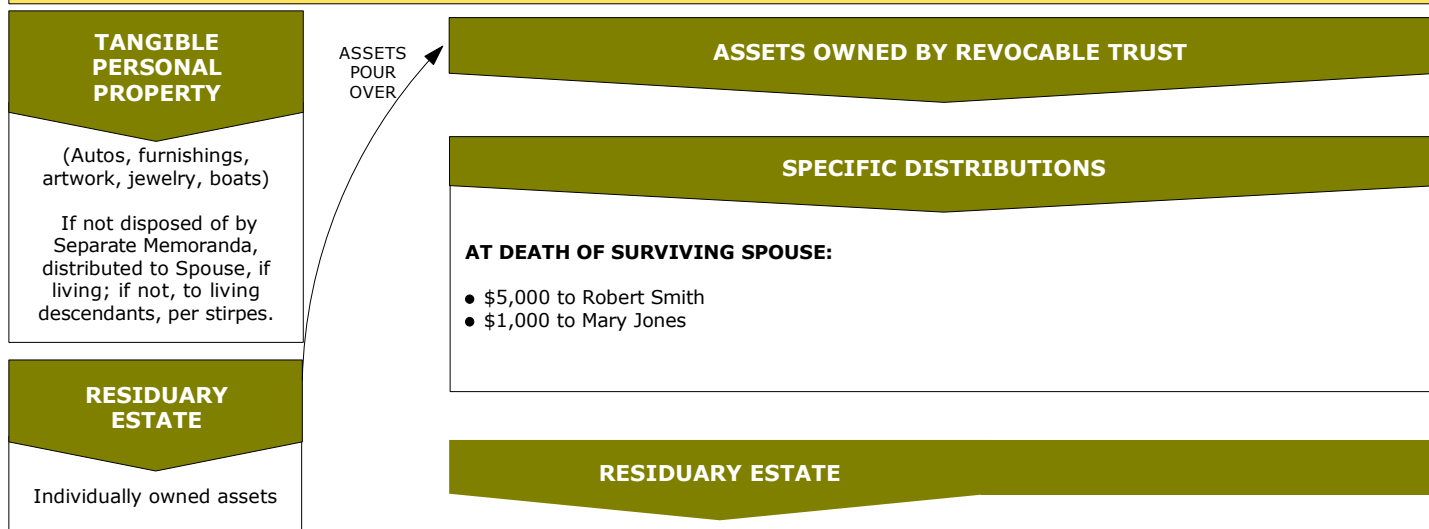 TANGIBLE
PERSONAL
PROPERTY
(Autos, furnishings,
artwork, jewelry, boats)
If not disposed of by
Separate Memoranda,
distributed to Spouse, if
living; if not, to living
descendants, per stirpes.
RESIDUARY
ESTATE
Individually owned assets
ASSETS
POUR
OVER
ASSETS OWNED BY REVOCABLE TRUST
SPECIFIC DISTRIBUTIONS
AT DEATH OF SURVIVING SPOUSE:
● $5,000 to Robert Smith
● $1,000 to Mary Jones
RESIDUARY ESTATE